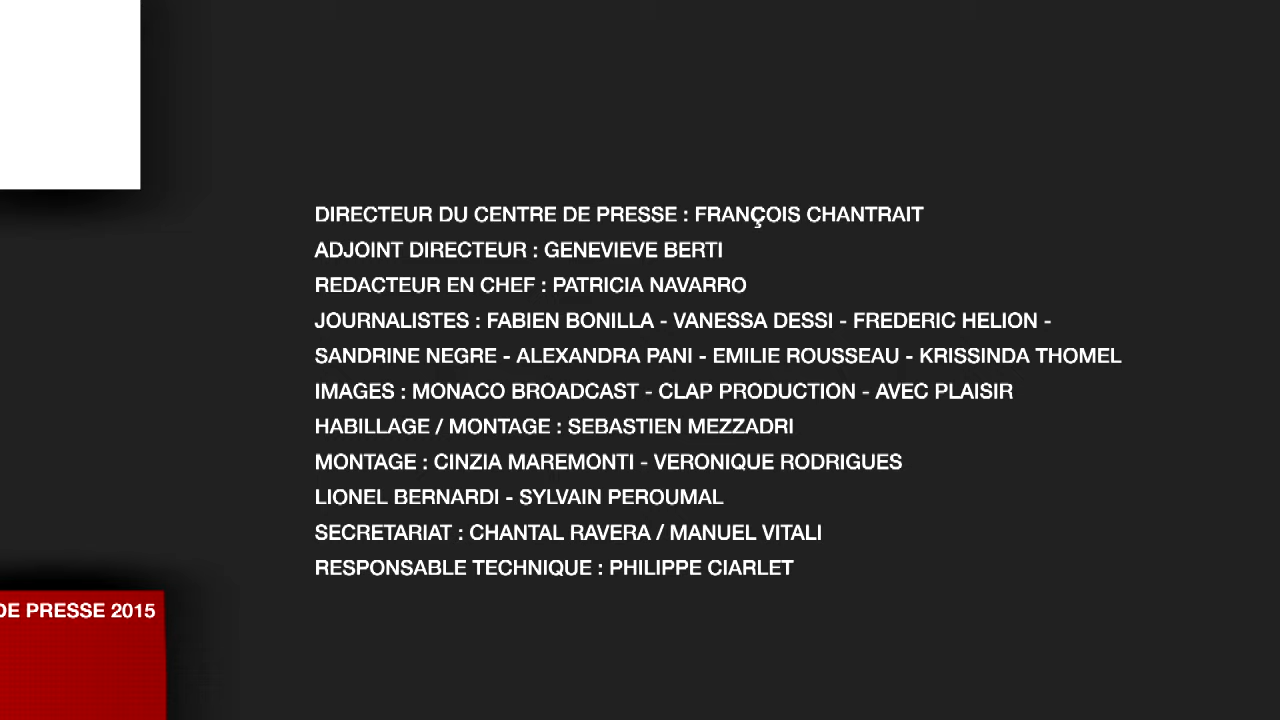 DIRECTEUR DU CENTRE DE PRESSE : FRANÇOIS CHANTRAIT
ADJOINT DIRECTEUR : GENEVIEVE BERTI
REDACTEUR EN CHEF : PATRICIA NAVARRO
JOURNALISTES : FABIEN BONILLA - VANESSA DESSI - FREDERIC HELION -
SANDRINE NEGRE - ALEXANDRA PANI - EMILIE ROUSSEAU - KRISSINDA THOMEL
IMAGES : MONACO BROADCAST - CLAP PRODUCTION - AVEC PLAISIR
HABILLAGE / MONTAGE : SEBASTIEN MEZZADRI
MONTAGE : CINZIA MAREMONTI - VERONIQUE RODRIGUES
LIONEL BERNARDI - SYLVAIN PEROUMAL
SECRETARIAT : CHANTAL RAVERA / MANUEL VITALI
RESPONSABLE TECHNIQUE : PHILIPPE CIARLET
DE PRESSE 2015